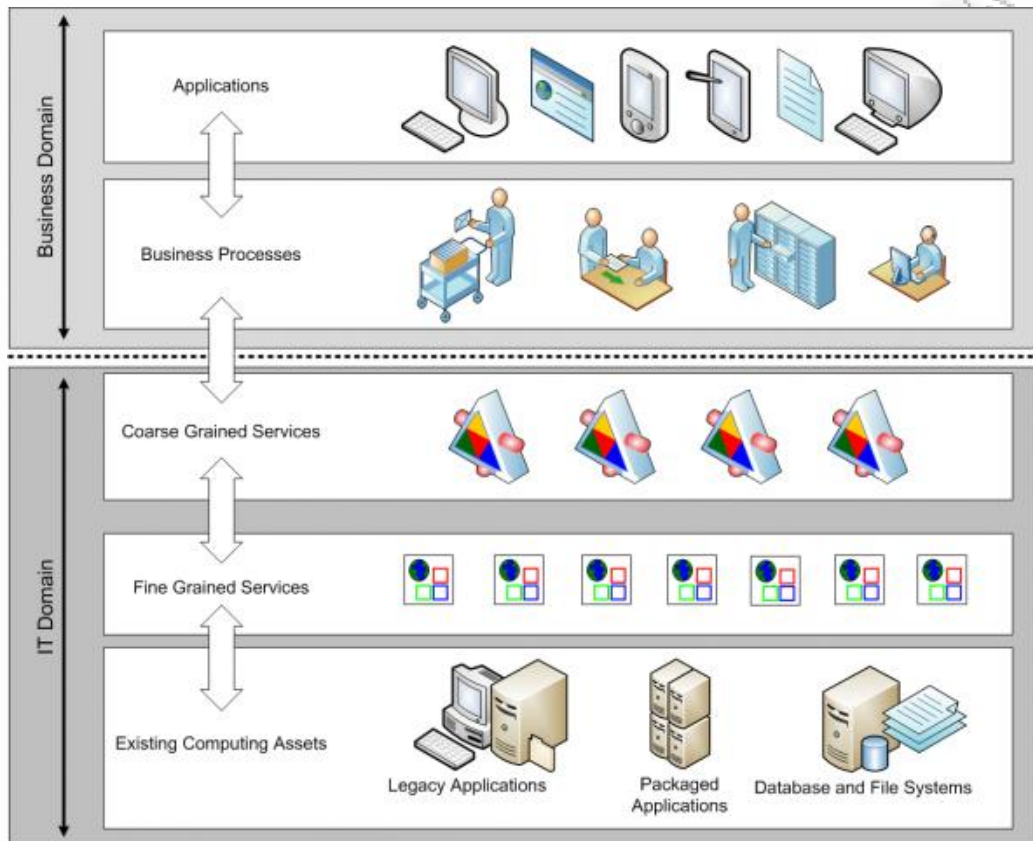 Business Domain
Applications
Business Processes
IT Domain
Coarse Grained Services
Fine Grained Services
Existing Computing Assets
Legacy Applications
Packaged
Applications
Database and File Systems